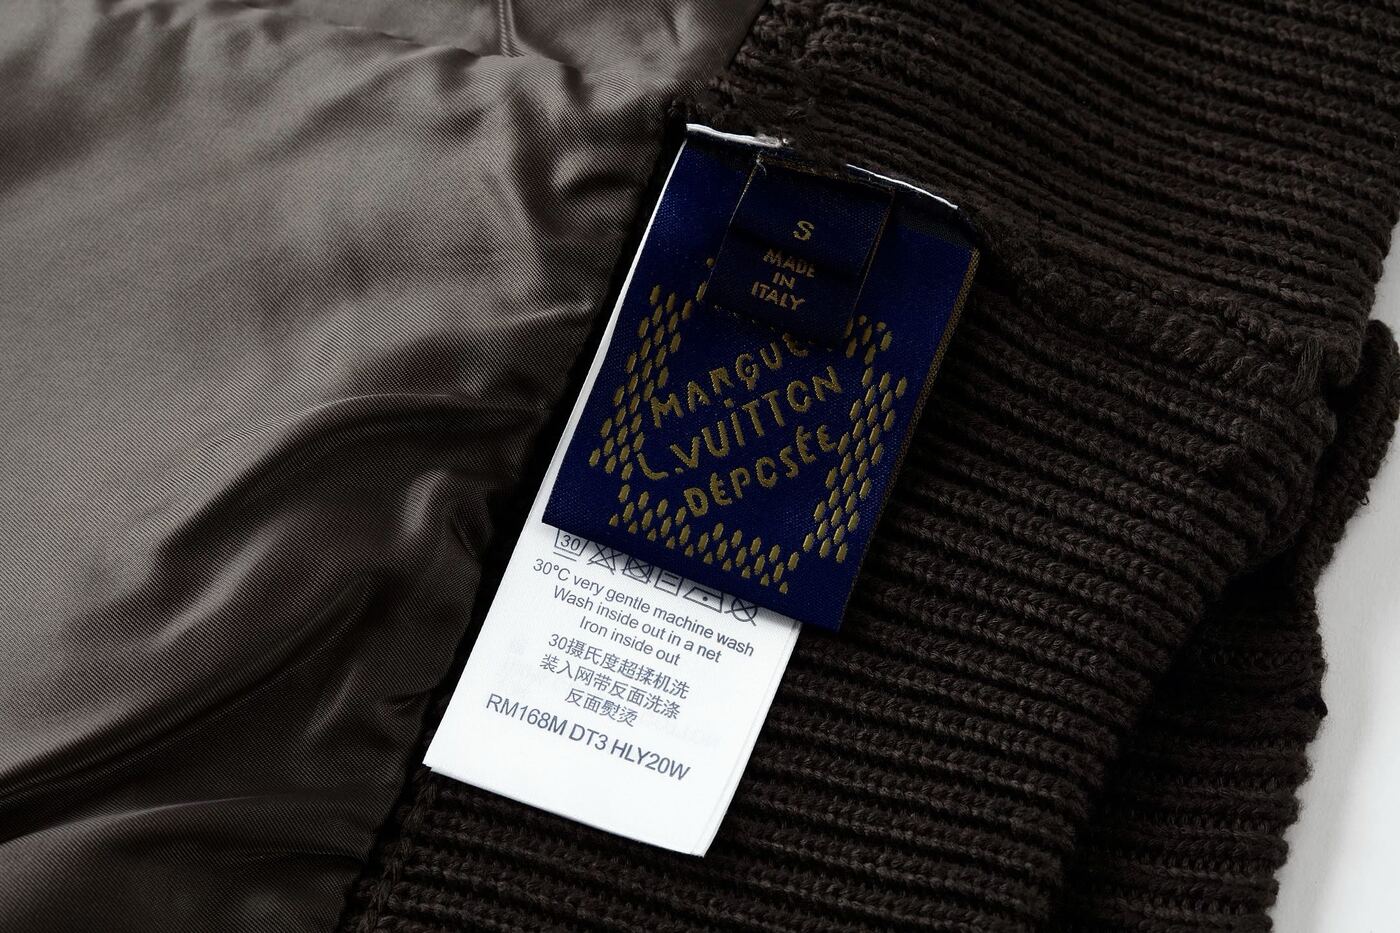 S
MADE
IN
ITALY
MARQUE
L.VUITTON
DÉPOSÉE
30
30°C very gentle machine wash
Wash inside out in a net
Iron inside out
30摄氏度超揉机洗
装入网带反面洗涤
反面熨烫
RM168M DT3 HLY20W